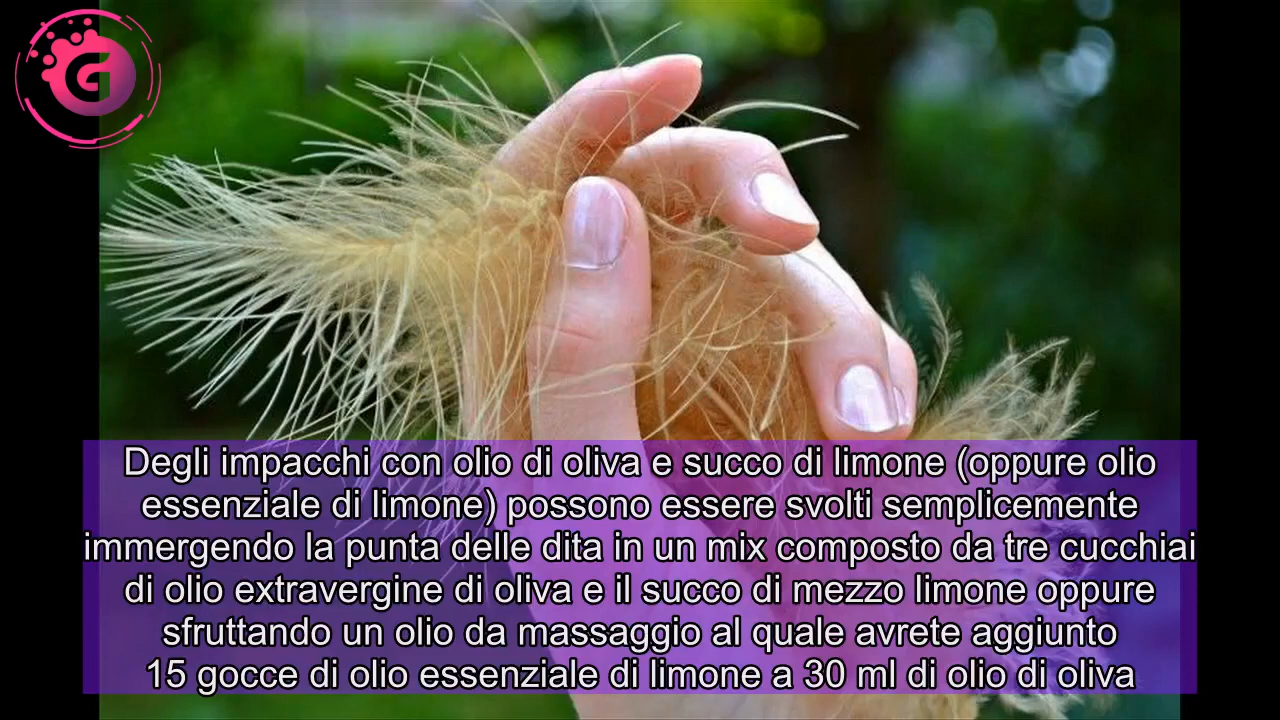 G
Degli impacchi con olio di oliva e succo di limone (oppure olio
essenziale di limone) possono essere svolti semplicemente
immergendo la punta delle dita in un mix composto da tre cucchiai
di olio extravergine di oliva e il succo di mezzo limone oppure
sfruttando un olio da massaggio al quale avrete aggiunto
15 gocce di olio essenziale di limone a 30 ml di olio di oliva